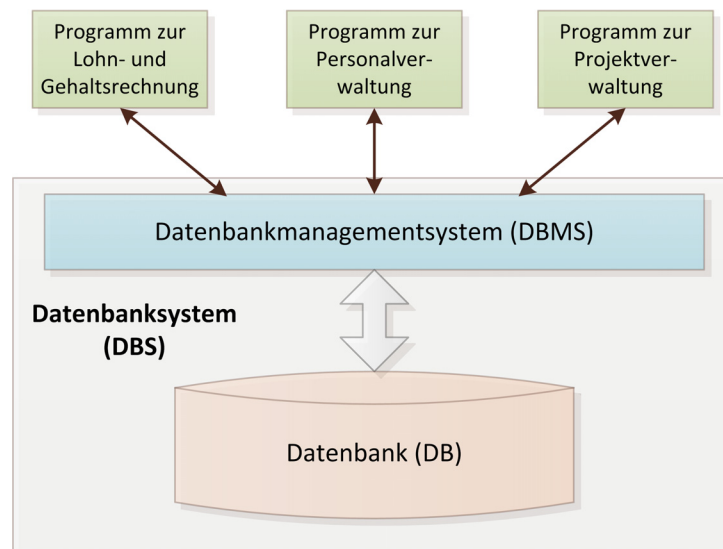 Programm zur
Lohn- und
Gehaltsrechnung
Programm zur
Personalver-
waltung
Programm zur
Projektver-
waltung
Datenbankmanagementsystem (DBMS)
Datenbanksystem
(DBS)
Datenbank (DB)